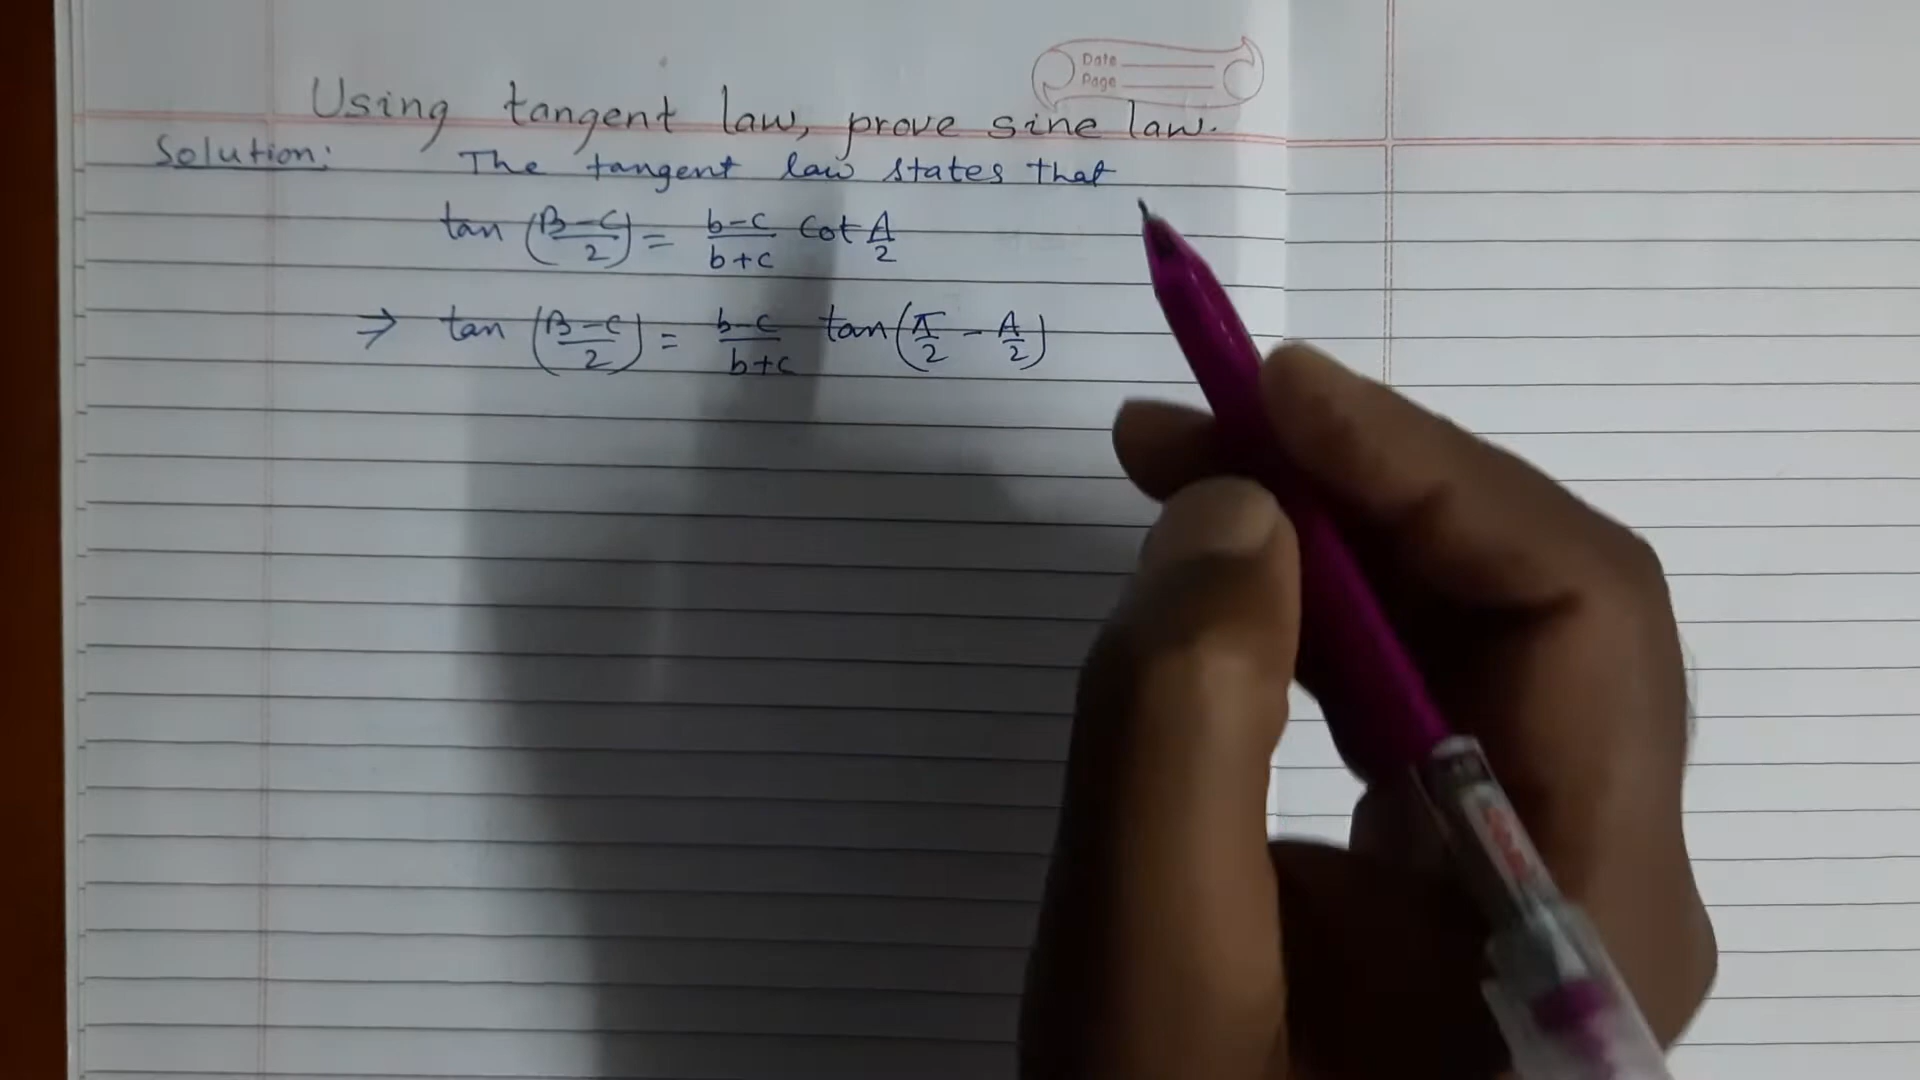 Date
Page
Using tangent law, prove sine law.
Solution: The tangent law states that
tan (B-C/2) = b-c/b+c cot A/2
⇒ tan (B-C/2) = b-c/b+c tan(π/2 - A/2)